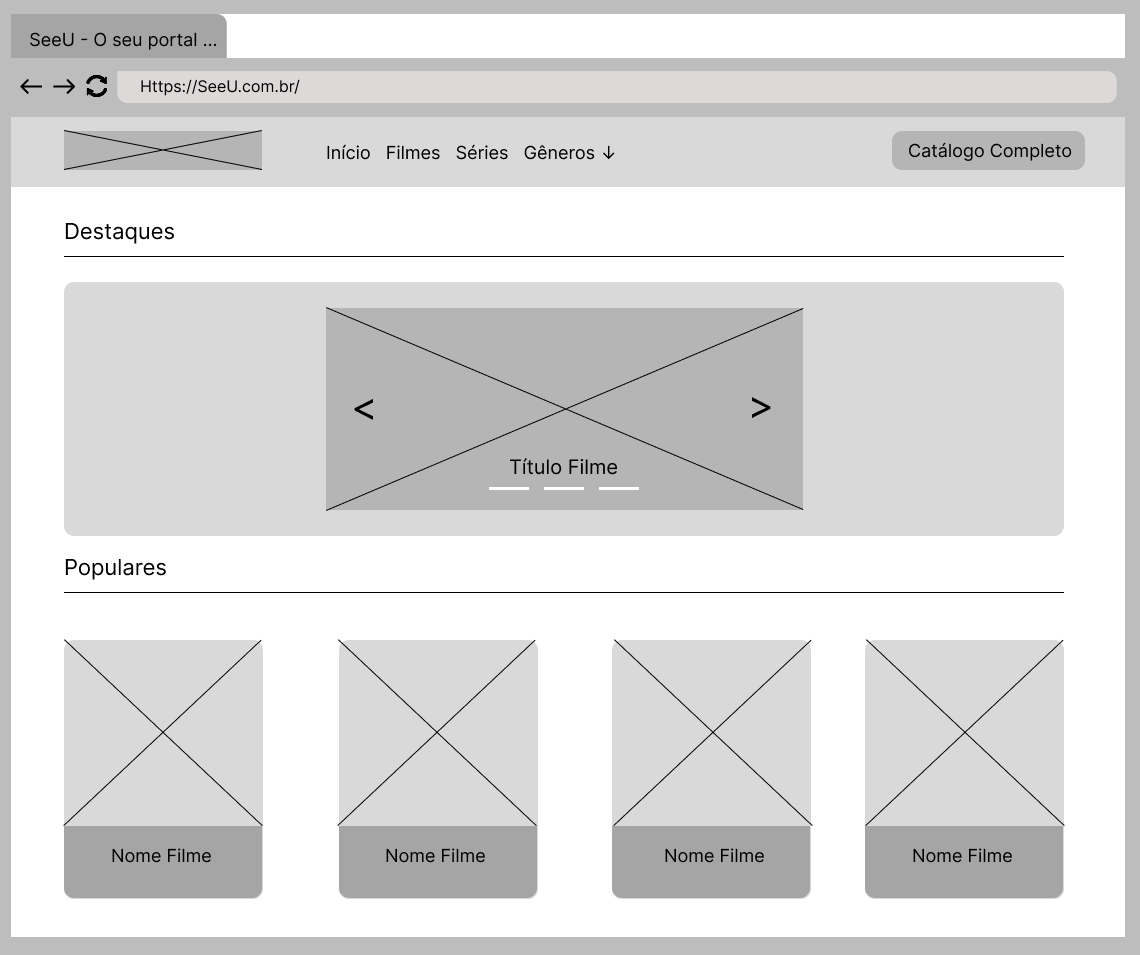 SeeU - O seu portal ...
Https://SeeU.com.br/
Início Filmes Séries Gêneros ↓ Catálogo Completo
Destaques
< >
Título Filme
Populares
Nome Filme Nome Filme Nome Filme Nome Filme